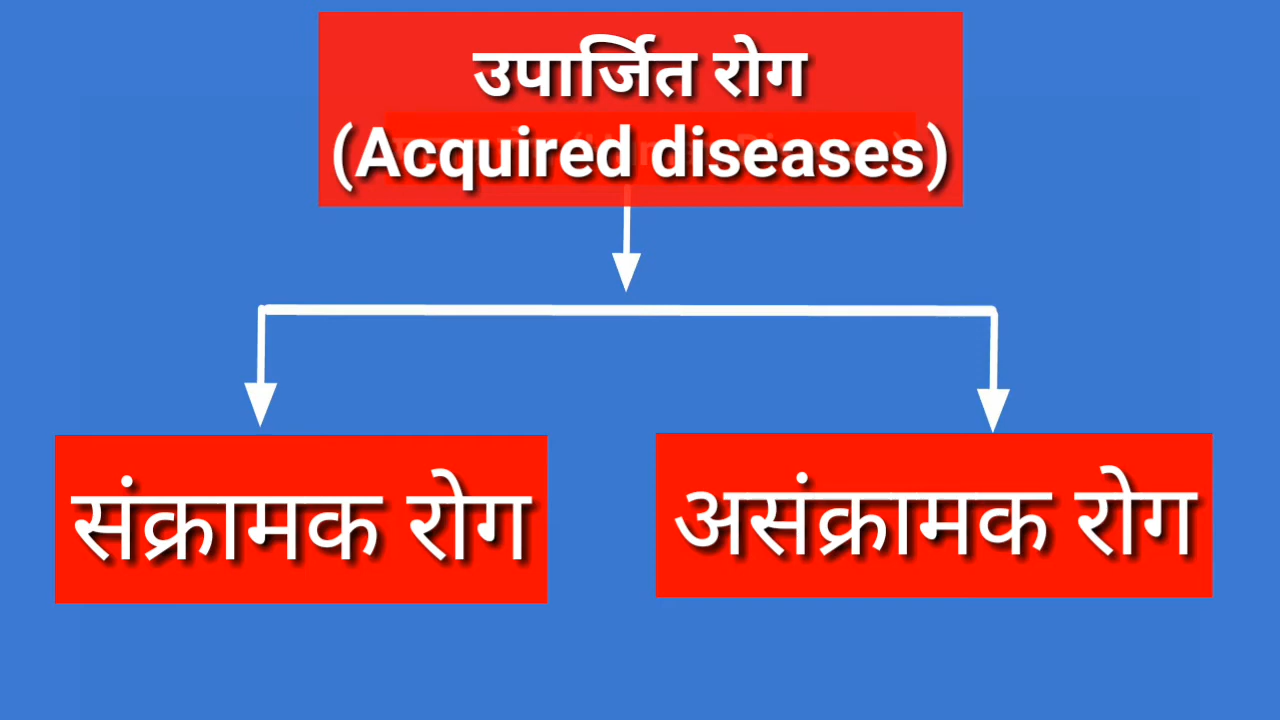 उपार्जित रोग
(Acquired diseases)
संक्रामक रोग
असंक्रामक रोग